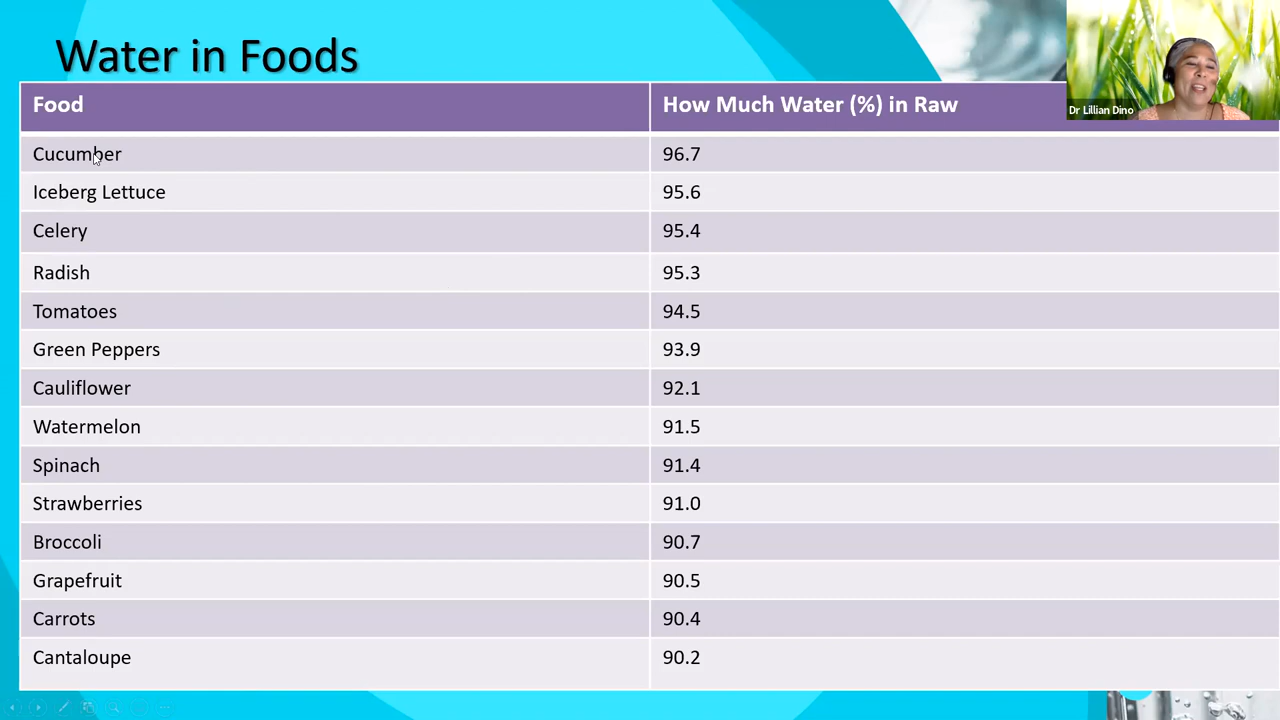 Water in Foods
Dr Lillian Dino
Food How Much Water (%) in Raw
Cucumber 96.7
Iceberg Lettuce 95.6
Celery 95.4
Radish 95.3
Tomatoes 94.5
Green Peppers 93.9
Cauliflower 92.1
Watermelon 91.5
Spinach 91.4
Strawberries 91.0
Broccoli 90.7
Grapefruit 90.5
Carrots 90.4
Cantaloupe 90.2